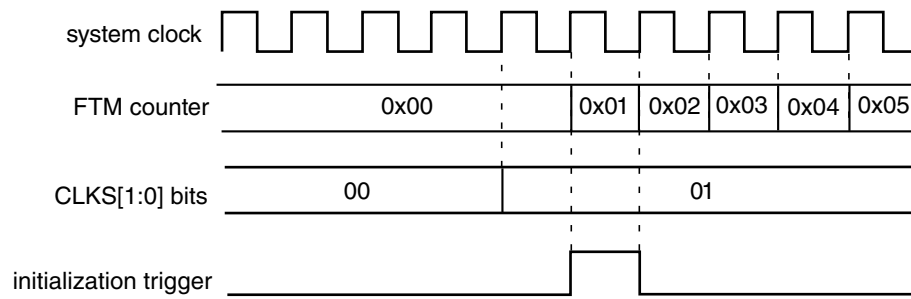 system clock
FTM counter 0x00 0x01 0x02 0x03 0x04 0x05
CLKS[1:0] bits 00 01
initialization trigger